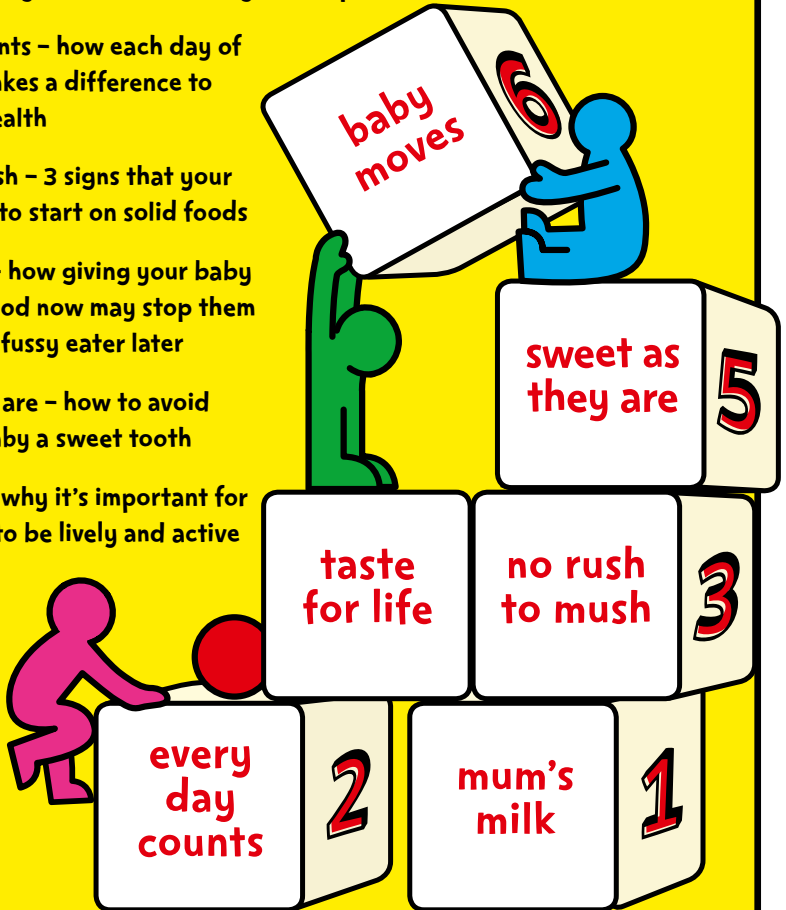 nts – how each day of
akes a difference to
ealth
sh – 3 signs that your
to start on solid foods
– how giving your baby
od now may stop them
fussy eater later
are – how to avoid
aby a sweet tooth
why it’s important for
to be lively and active
baby
moves
6
sweet as
they are
5
taste
for life
no rush
to mush
3
every
day
counts
2
mum’s
milk
1